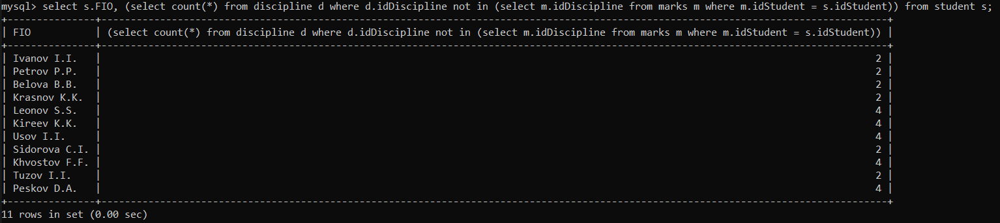 mysql> select s.FIO, (select count(*) from discipline d where d.idDiscipline not in (select m.idDiscipline from marks m where m.idStudent = s.idStudent)) from student s;
+---------------+------------------------------------------------------------------------------------------------------------------------------------+
| FIO           | (select count(*) from discipline d where d.idDiscipline not in (select m.idDiscipline from marks m where m.idStudent = s.idStudent)) |
+---------------+------------------------------------------------------------------------------------------------------------------------------------+
| Ivanov I.I.   | 2 |
| Petrov P.P.   | 2 |
| Belova B.B.   | 2 |
| Krasnov K.K.  | 2 |
| Leonov S.S.   | 4 |
| Kireev K.K.   | 4 |
| Usov I.I.     | 4 |
| Sidorova C.I. | 2 |
| Khvostov F.F. | 4 |
| Tuzov I.I.    | 2 |
| Peskov D.A.   | 4 |
+---------------+------------------------------------------------------------------------------------------------------------------------------------+
11 rows in set (0.00 sec)